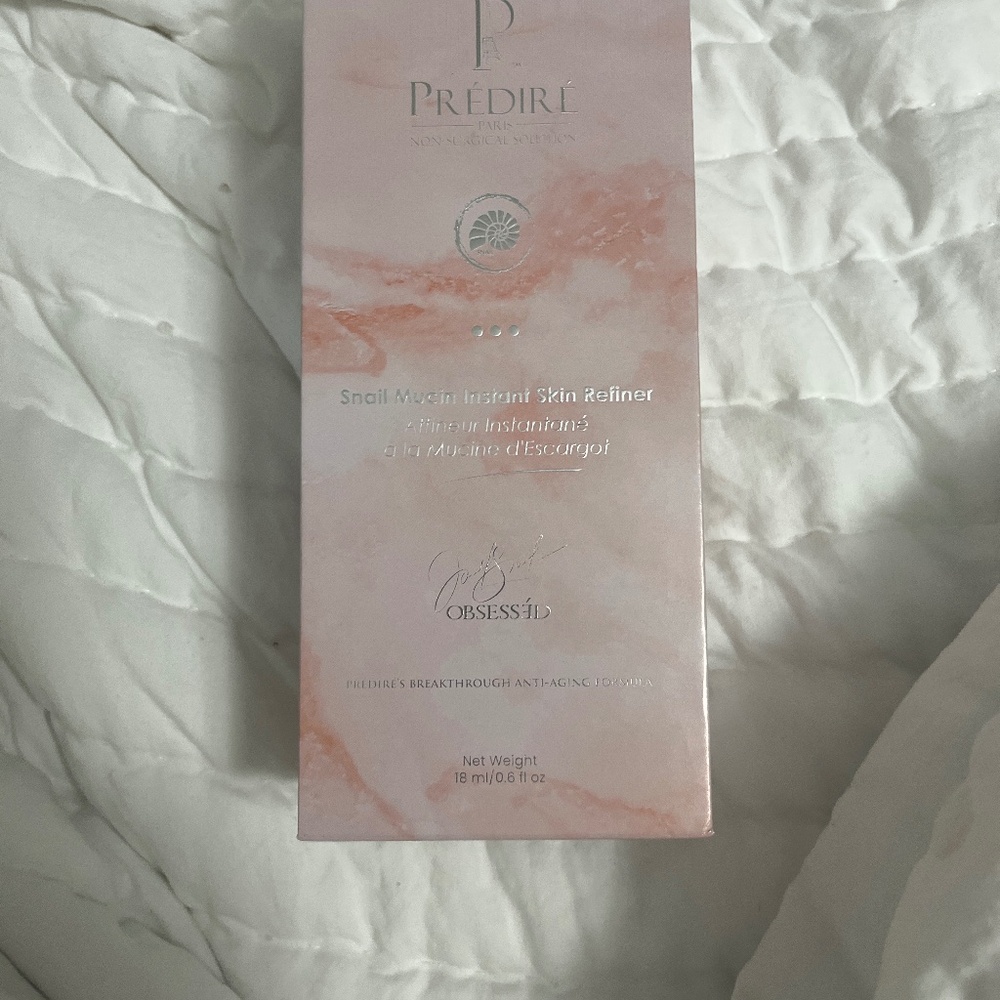 PRÉDIRÉ
PARIS
NON-SURGICAL SOLUTION
Snail Mucin Instant Skin Refiner
Affineur Instantané
à la Mucine d'Escargot
OBSESSÉD
PREDIRE'S BREAKTHROUGH ANTI-AGING FORMULA
Net Weight
18 ml/0.6 fl oz